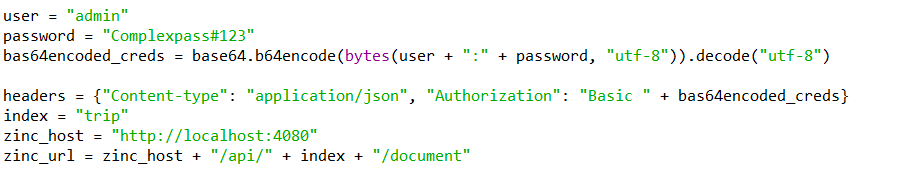 user = "admin"
password = "Complexpass#123"
bas64encoded_creds = base64.b64encode(bytes(user + ":" + password, "utf-8")).decode("utf-8")
headers = {"Content-type": "application/json", "Authorization": "Basic " + bas64encoded_creds}
index = "trip"
zinc_host = "http://localhost:4080"
zinc_url = zinc_host + "/api/" + index + "/document"